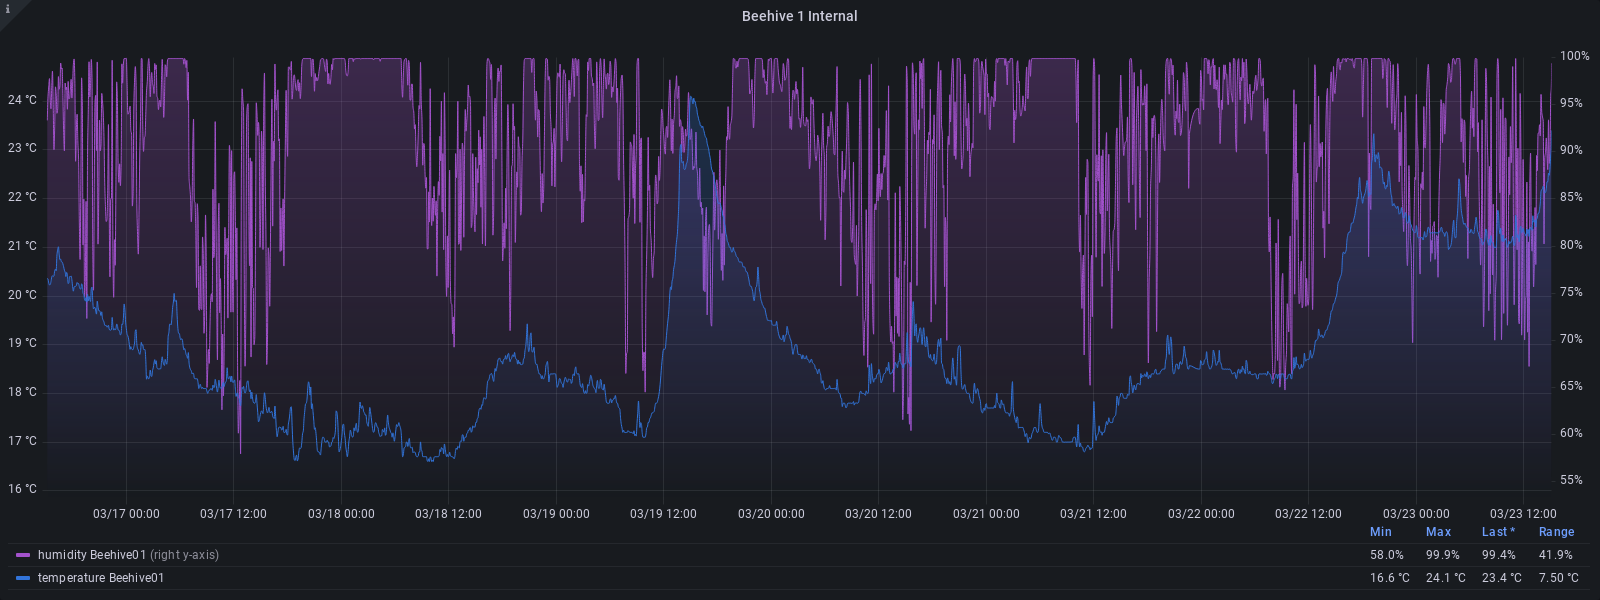 i
Beehive 1 Internal
24 °C
23 °C
22 °C
21 °C
20 °C
19 °C
18 °C
17 °C
16 °C
100%
95%
90%
85%
80%
75%
70%
65%
60%
55%
03/17 00:00 03/17 12:00 03/18 00:00 03/18 12:00 03/19 00:00 03/19 12:00 03/20 00:00 03/20 12:00 03/21 00:00 03/21 12:00 03/22 00:00 03/22 12:00 03/23 00:00 03/23 12:00
Min Max Last * Range
humidity Beehive01 (right y-axis) 58.0% 99.9% 99.4% 41.9%
temperature Beehive01 16.6 °C 24.1 °C 23.4 °C 7.50 °C